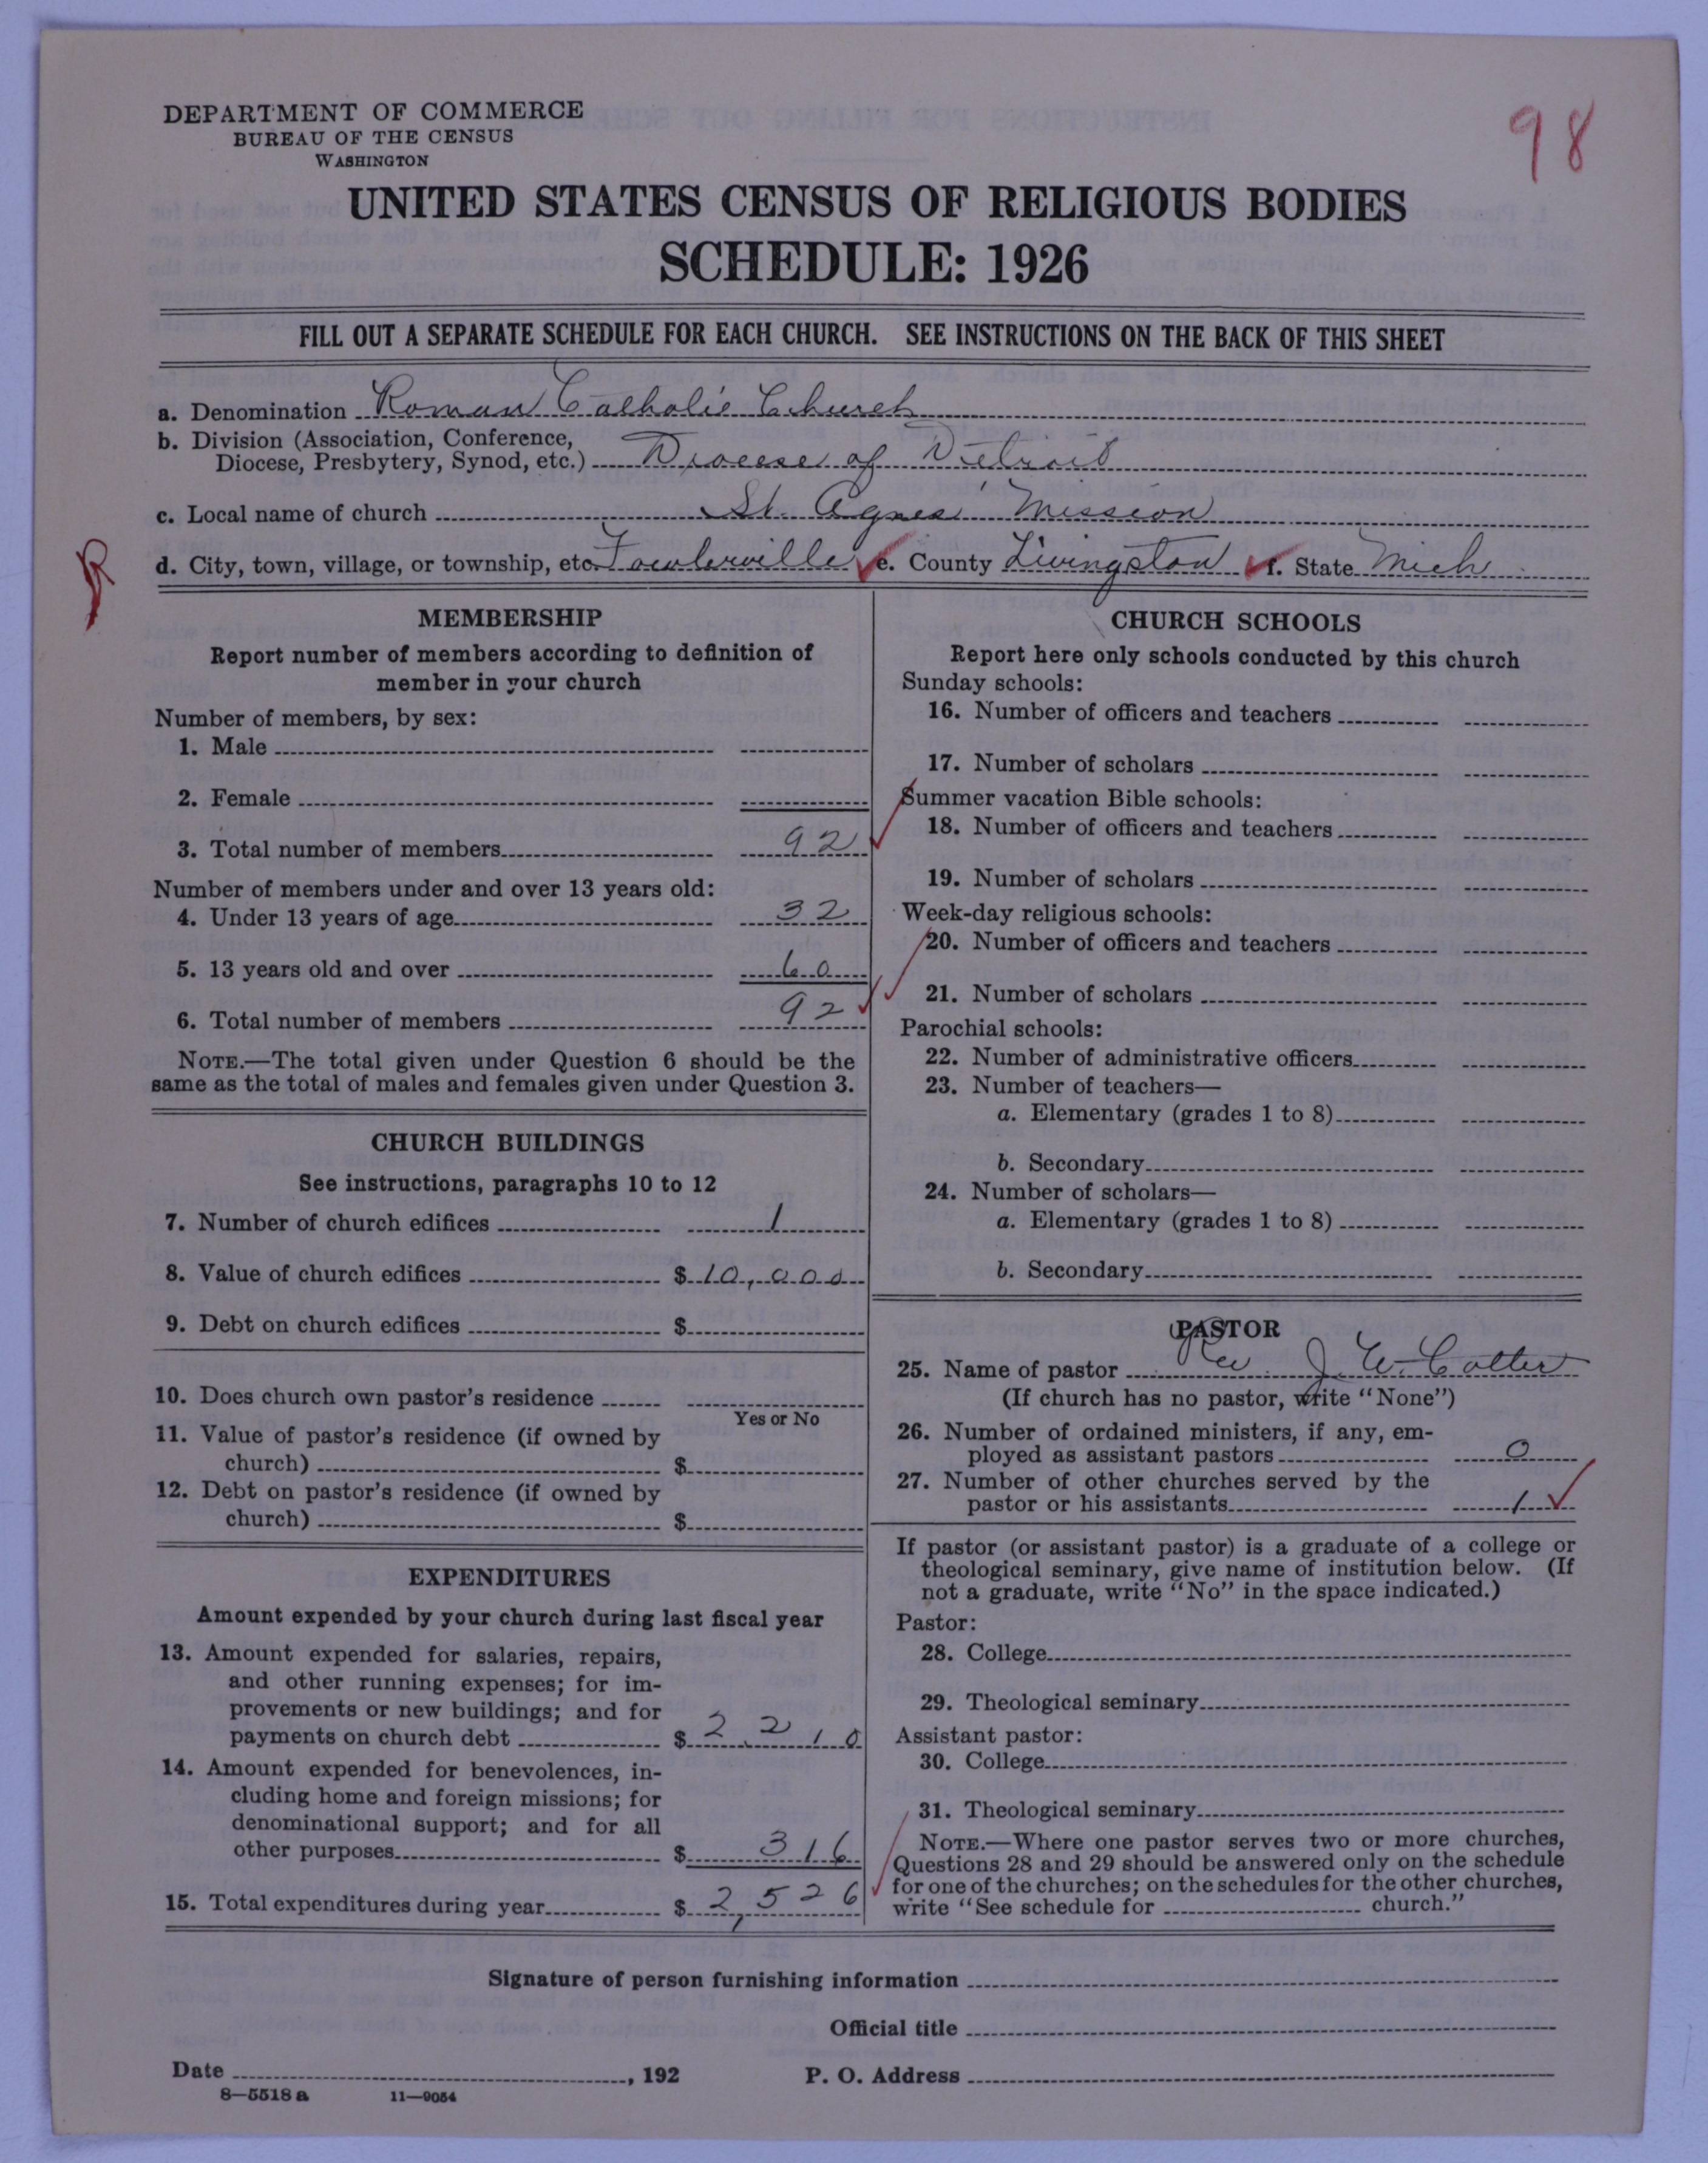 98
DEPARTMENT OF COMMERCE
BUREAU OF THE CENSUS
WASHINGTON
UNITED STATES CENSUS OF RELIGIOUS BODIES
SCHEDULE: 1926
FILL OUT A SEPARATE SCHEDULE FOR EACH CHURCH. SEE INSTRUCTIONS ON THE BACK OF THIS SHEET
a. Denomination Roman Catholic Church
b. Division (Association, Conference,
Diocese, Presbytery, Synod, etc.) Diocese of Detroit
c. Local name of church St. Agnes' Mission
R
d. City, town, village, or township, etc. Fowlerville e. County Livingston f. State Mich
MEMBERSHIP
Report number of members according to definition of
member in your church
Number of members, by sex:
1. Male
2. Female
3. Total number of members 92
Number of members under and over 13 years old:
4. Under 13 years of age 32
5. 13 years old and over 60
6. Total number of members 92
NOTE.—The total given under Question 6 should be the
same as the total of males and females given under Question 3.
CHURCH BUILDINGS
See instructions, paragraphs 10 to 12
7. Number of church edifices 1
8. Value of church edifices $ 10,000
9. Debt on church edifices $
10. Does church own pastor's residence
Yes or No
11. Value of pastor's residence (if owned by
church) $
12. Debt on pastor's residence (if owned by
church) $
EXPENDITURES
Amount expended by your church during last fiscal year
13. Amount expended for salaries, repairs,
and other running expenses; for im-
provements or new buildings; and for
payments on church debt $ 2,210
14. Amount expended for benevolences, in-
cluding home and foreign missions; for
denominational support; and for all
other purposes $ 316
15. Total expenditures during year $ 2,526
CHURCH SCHOOLS
Report here only schools conducted by this church
Sunday schools:
16. Number of officers and teachers
17. Number of scholars
Summer vacation Bible schools:
18. Number of officers and teachers
19. Number of scholars
Week-day religious schools:
20. Number of officers and teachers
21. Number of scholars
Parochial schools:
22. Number of administrative officers
23. Number of teachers—
a. Elementary (grades 1 to 8)
b. Secondary
24. Number of scholars—
a. Elementary (grades 1 to 8)
b. Secondary
PASTOR
25. Name of pastor Rev J. W. Cotter
(If church has no pastor, write "None")
26. Number of ordained ministers, if any, em-
ployed as assistant pastors 0
27. Number of other churches served by the
pastor or his assistants 1
If pastor (or assistant pastor) is a graduate of a college or
theological seminary, give name of institution below. (If
not a graduate, write "No" in the space indicated.)
Pastor:
28. College
29. Theological seminary
Assistant pastor:
30. College
31. Theological seminary
NOTE.—Where one pastor serves two or more churches,
Questions 28 and 29 should be answered only on the schedule
for one of the churches; on the schedules for the other churches,
write "See schedule for church."
Signature of person furnishing information
Official title
Date , 192 P. O. Address
8—5518 a 11—9054